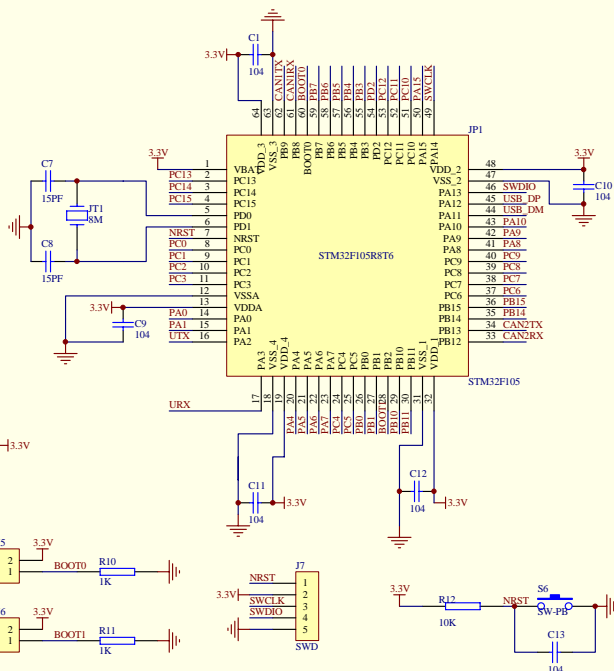 C1
3.3V
104
CAN1TX
CAN1RX
BOOT0
PB7
PB6
PB5
PB4
PB3
PD2
PC12
PC11
PC10
PA15
SWCLK
64
63
62
61
60
59
58
57
56
55
54
53
52
51
50
49
JP1
VDD_3
VSS_3
PB9
PB8
BOOT0
PB7
PB6
PB5
PB4
PB3
PD2
PC12
PC11
PC10
PA15
PA14
3.3V
1 VBAT
PC13 2 PC13
PC14 3 PC14
PC15 4 PC15
5 PD0
6 PD1
NRST 7 NRST
PC0 8 PC0
PC1 9 PC1
PC2 10 PC2
PC3 11 PC3
12 VSSA
3.3V 13 VDDA
PA0 14 PA0
PA1 15 PA1
UTX 16 PA2
C7
15PF
JT1
8M
C8
15PF
C9
104
STM32F105R8T6
VDD_2 48
VSS_2 47
PA13 46 SWDIO
PA12 45 USB_DP
PA11 44 USB_DM
PA10 43 PA10
PA9 42 PA9
PA8 41 PA8
PC9 40 PC9
PC8 39 PC8
PC7 38 PC7
PC6 37 PC6
PB15 36 PB15
PB14 35 PB14
PB13 34 CAN2TX
PB12 33 CAN2RX
3.3V
C10
104
STM32F105
PA3
VSS_4
VDD_4
PA4
PA5
PA6
PA7
PC4
PC5
PB0
PB1
PB2
PB10
PB11
VSS_1
VDD_1
17
18
19
20
21
22
23
24
25
26
27
28
29
30
31
32
URX
PA4
PA5
PA6
PA7
PC4
PC5
PB0
PB1
BOOT1
PB10
PB11
3.3V
C11
104
3.3V
C12
104
3.3V
5
3.3V
2
1
BOOT0
R10
1K
6
3.3V
2
1
BOOT1
R11
1K
J7
NRST 1
3.3V 2
SWCLK 3
SWDIO 4
5
SWD
3.3V
R12
10K
NRST
S6
SW-PB
C13
104